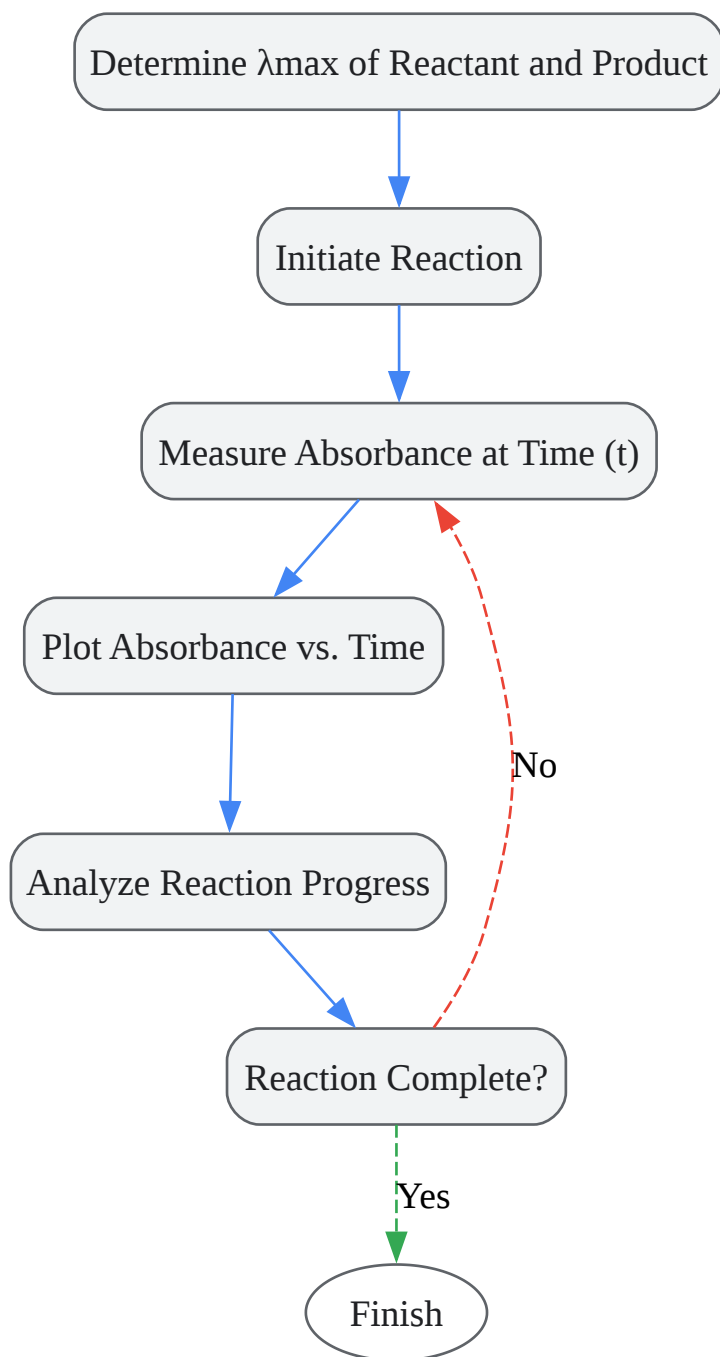 Determine λmax of Reactant and Product
Initiate Reaction
Measure Absorbance at Time (t)
Plot Absorbance vs. Time
No
Analyze Reaction Progress
Reaction Complete?
Yes
Finish